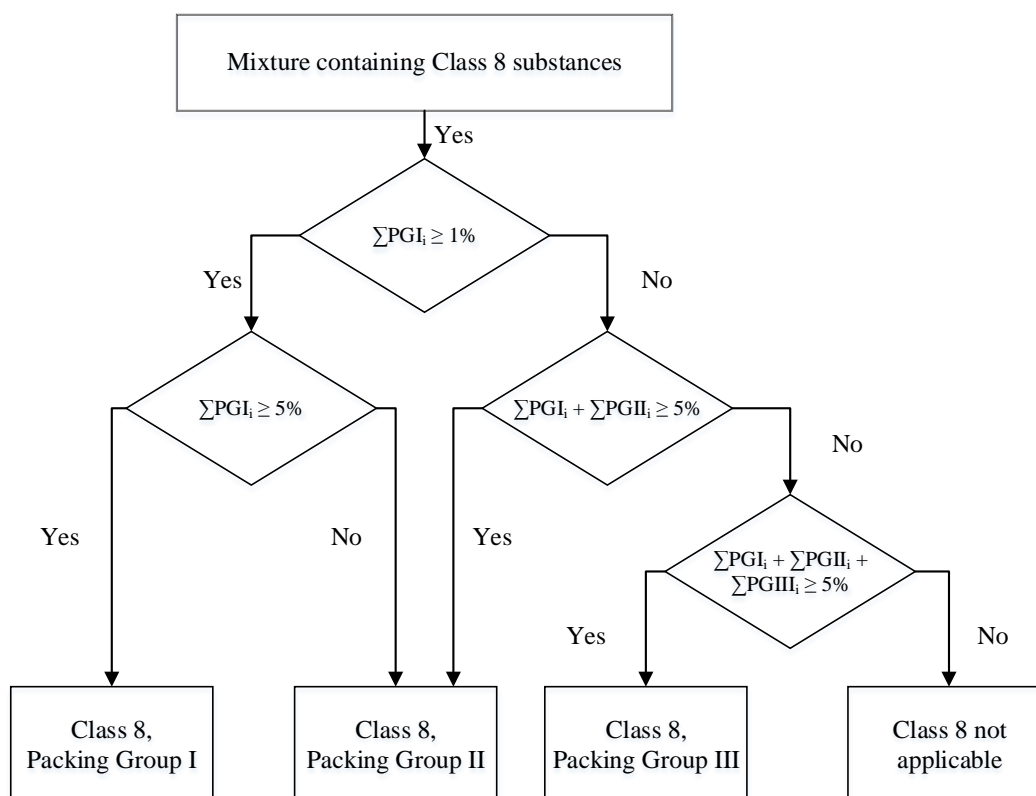 Mixture containing Class 8 substances
Yes
∑PGIᵢ ≥ 1%
Yes
No
∑PGIᵢ ≥ 5%
∑PGIᵢ + ∑PGIIᵢ ≥ 5%
No
Yes
No
Yes
∑PGIᵢ + ∑PGIIᵢ +
∑PGIIIᵢ ≥ 5%
Yes
No
Class 8,
Packing Group I
Class 8,
Packing Group II
Class 8,
Packing Group III
Class 8 not
applicable